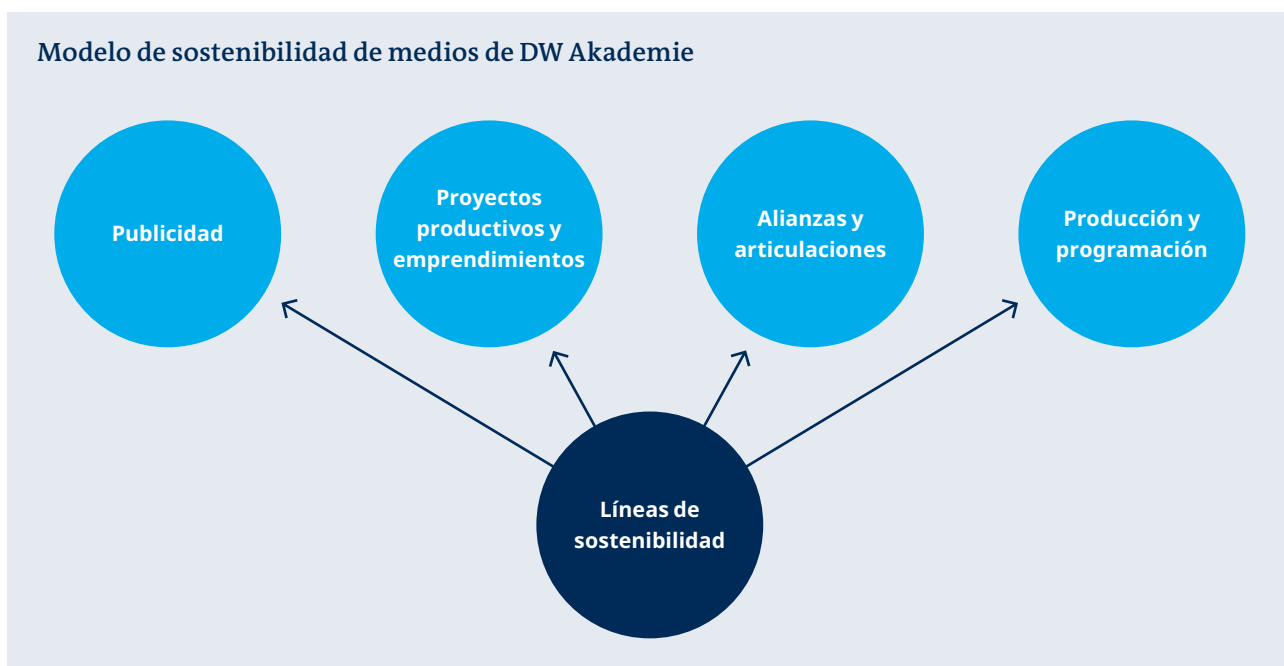 Modelo de sostenibilidad de medios de DW Akademie
Publicidad
Proyectos
productivos y
emprendimientos
Alianzas y
articulaciones
Producción y
programación
Líneas de
sostenibilidad